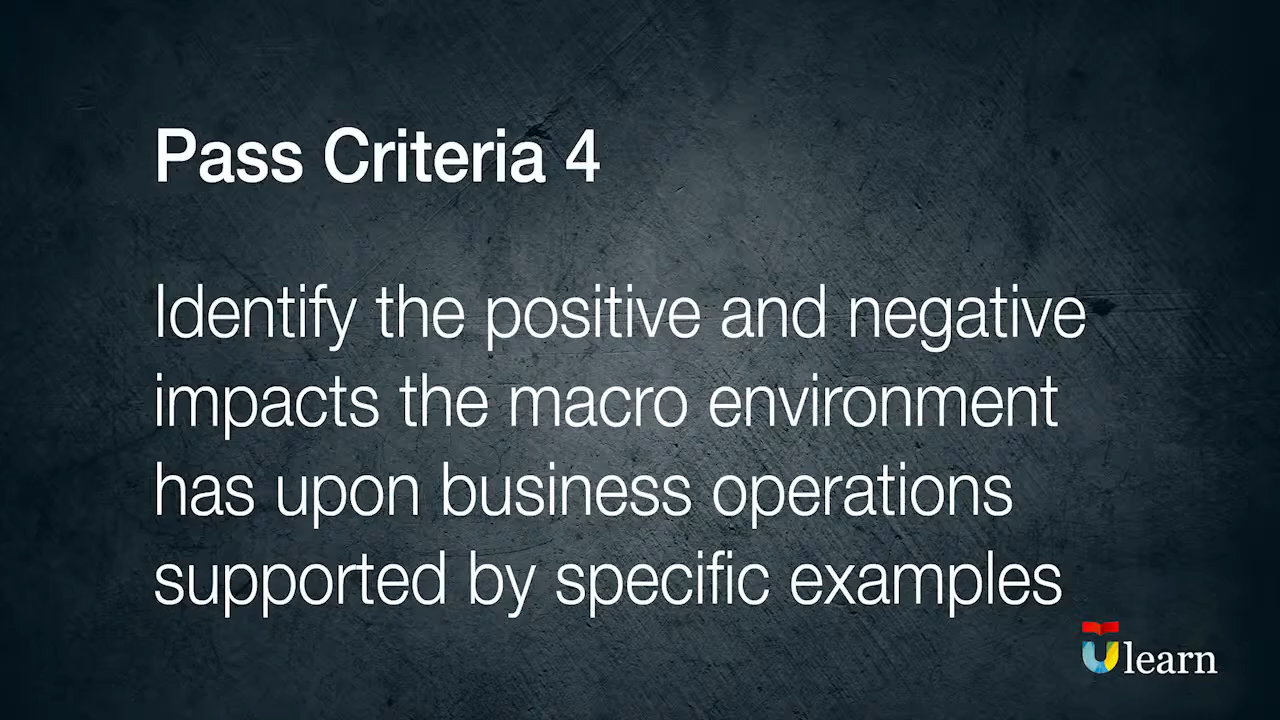 Pass Criteria 4
Identify the positive and negative
impacts the macro environment
has upon business operations
supported by specific examples
Ulearn